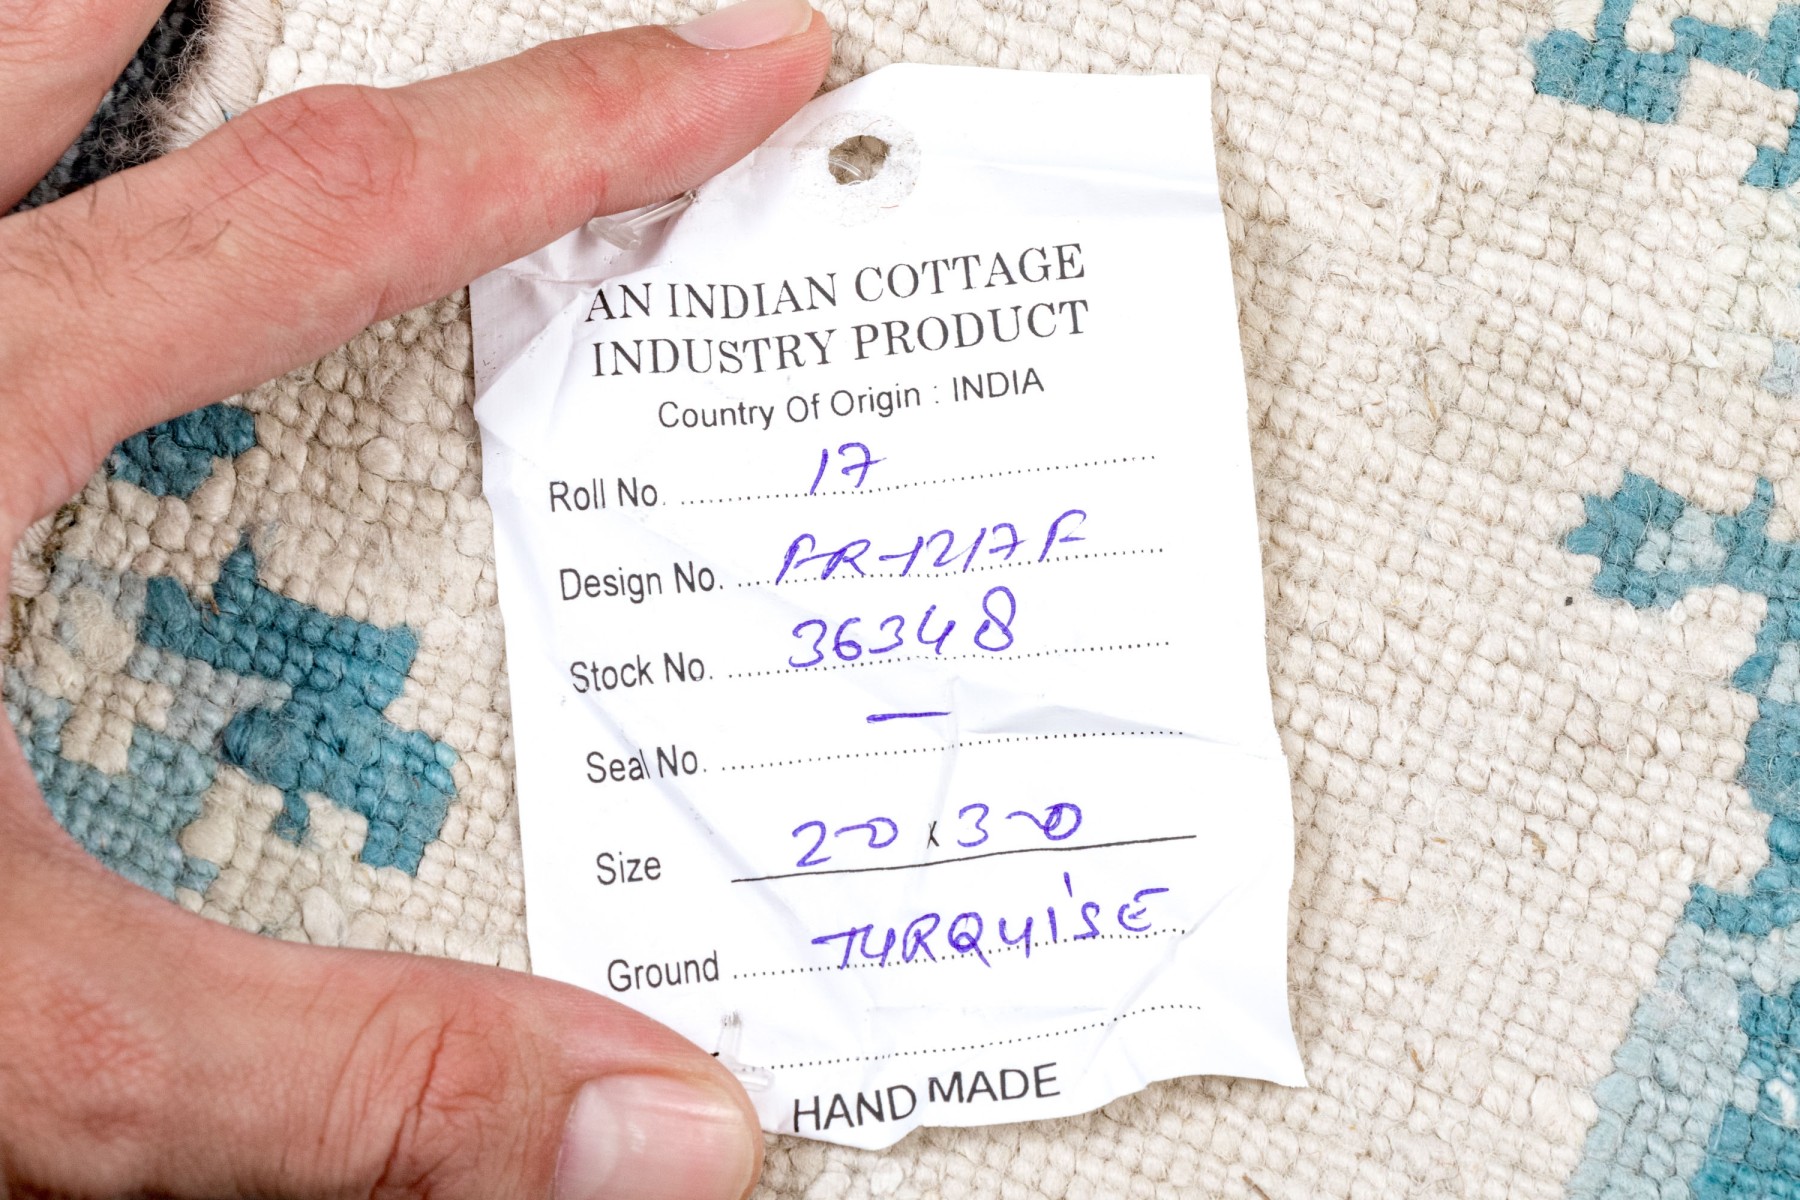 AN INDIAN COTTAGE
INDUSTRY PRODUCT
Country Of Origin : INDIA
Roll No. 17
Design No. AR-1217F
Stock No. 36348
Seal No. —
Size 2-0 x 3-0
Ground TURQUISE
HAND MADE